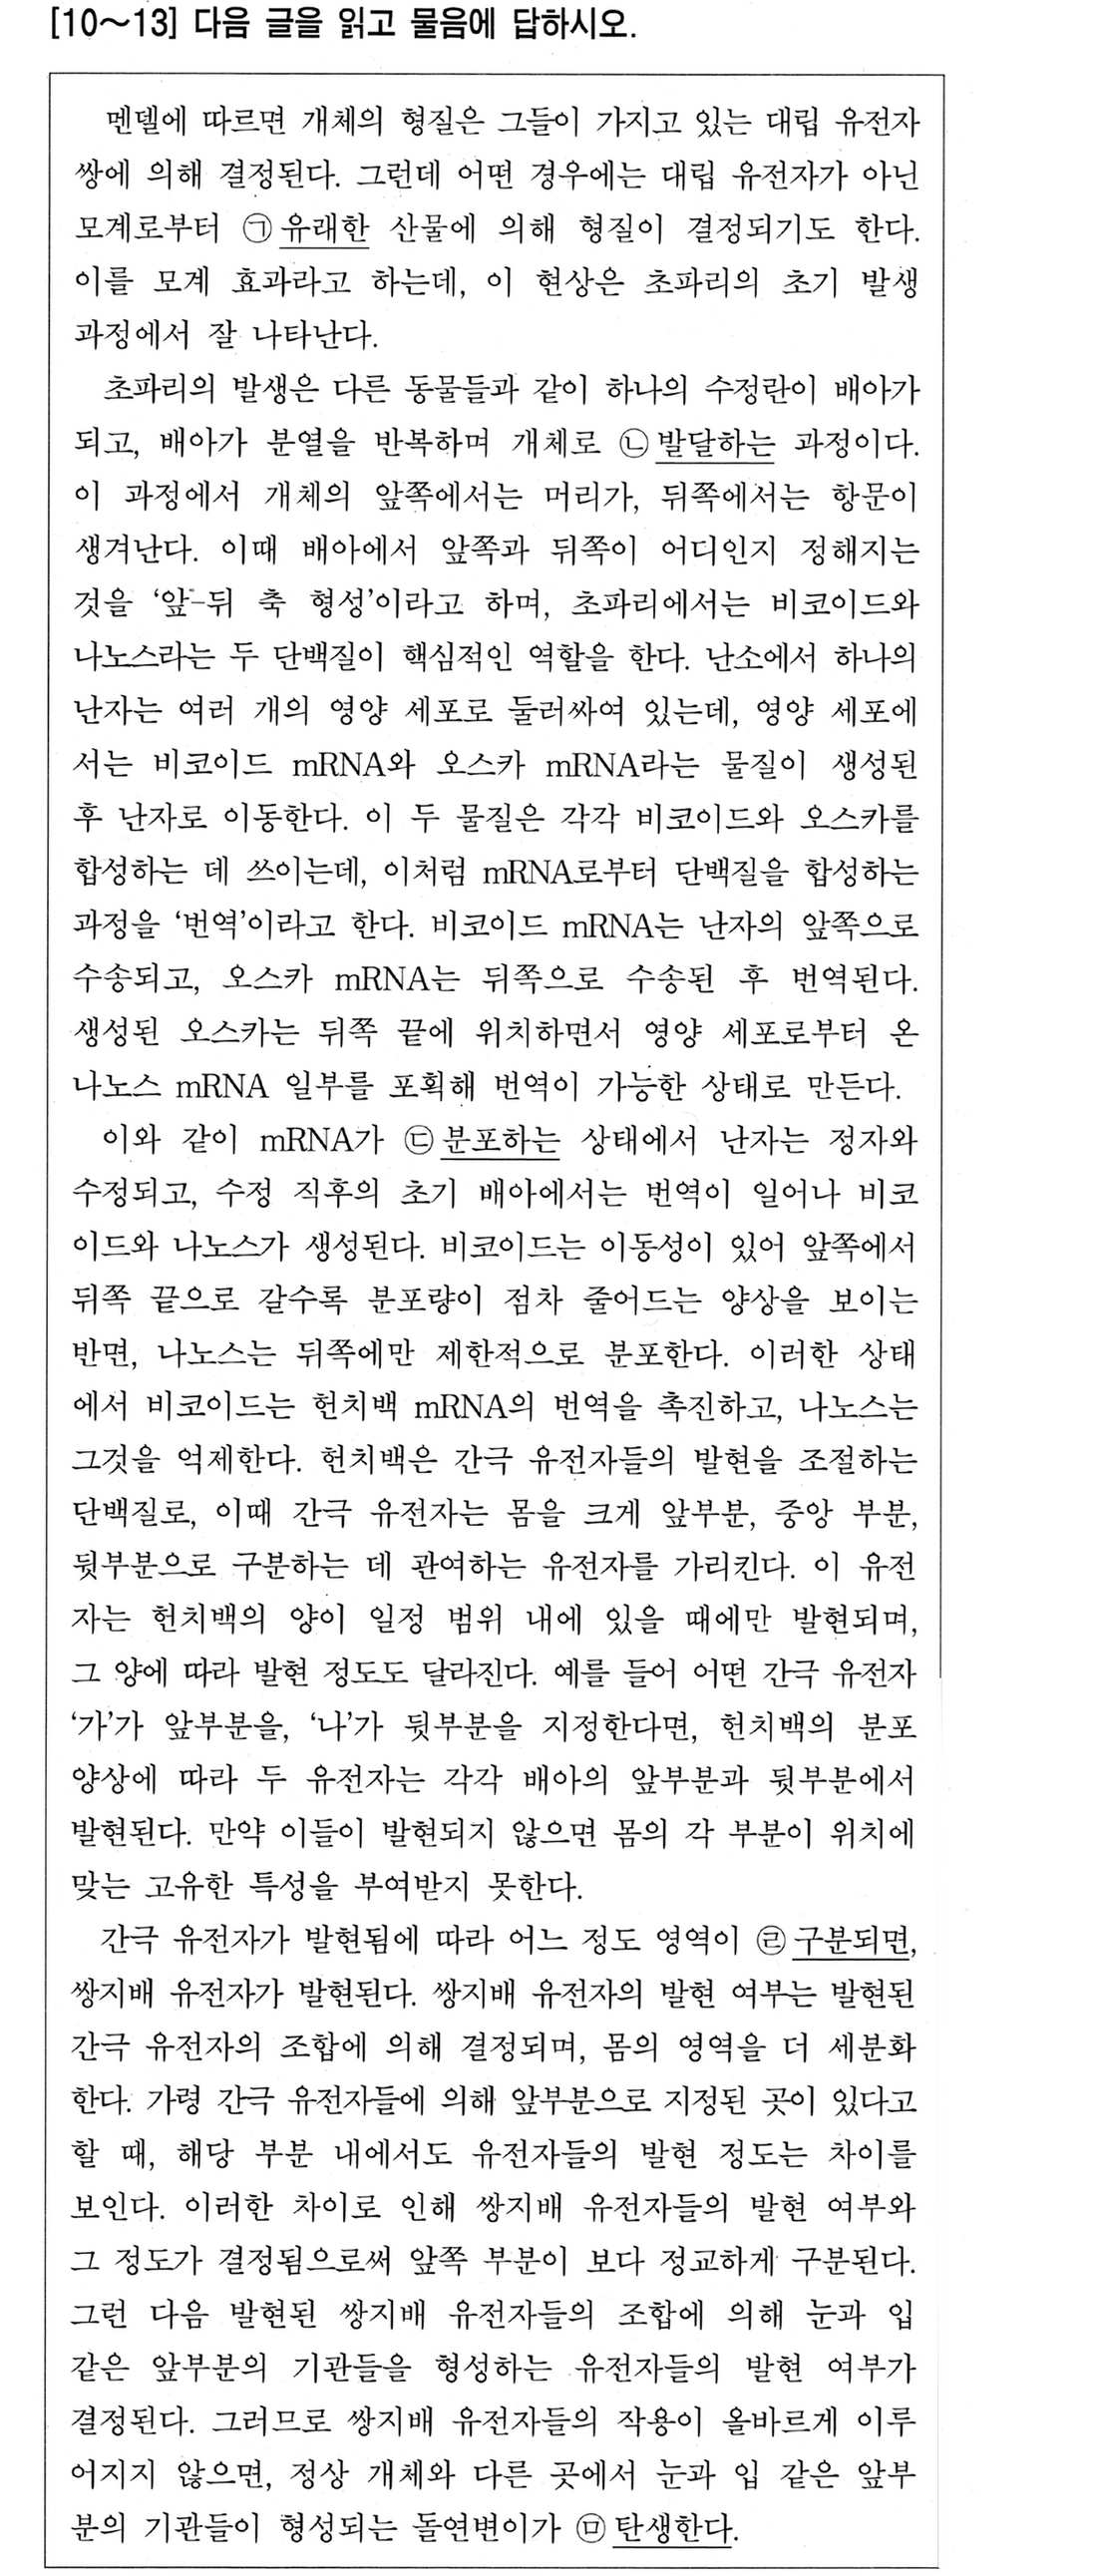 [10～13] 다음 글을 읽고 물음에 답하시오.
멘델에 따르면 개체의 형질은 그들이 가지고 있는 대립 유전자
쌍에 의해 결정된다. 그런데 어떤 경우에는 대립 유전자가 아닌
모계로부터 ㉠유래한 산물에 의해 형질이 결정되기도 한다.
이를 모계 효과라고 하는데, 이 현상은 초파리의 초기 발생
과정에서 잘 나타난다.
초파리의 발생은 다른 동물들과 같이 하나의 수정란이 배아가
되고, 배아가 분열을 반복하며 개체로 ㉡발달하는 과정이다.
이 과정에서 개체의 앞쪽에서는 머리가, 뒤쪽에서는 항문이
생겨난다. 이때 배아에서 앞쪽과 뒤쪽이 어디인지 정해지는
것을 ‘앞-뒤 축 형성’이라고 하며, 초파리에서는 비코이드와
나노스라는 두 단백질이 핵심적인 역할을 한다. 난소에서 하나의
난자는 여러 개의 영양 세포로 둘러싸여 있는데, 영양 세포에
서는 비코이드 mRNA와 오스카 mRNA라는 물질이 생성된
후 난자로 이동한다. 이 두 물질은 각각 비코이드와 오스카를
합성하는 데 쓰이는데, 이처럼 mRNA로부터 단백질을 합성하는
과정을 ‘번역’이라고 한다. 비코이드 mRNA는 난자의 앞쪽으로
수송되고, 오스카 mRNA는 뒤쪽으로 수송된 후 번역된다.
생성된 오스카는 뒤쪽 끝에 위치하면서 영양 세포로부터 온
나노스 mRNA 일부를 포획해 번역이 가능한 상태로 만든다.
이와 같이 mRNA가 ㉢분포하는 상태에서 난자는 정자와
수정되고, 수정 직후의 초기 배아에서는 번역이 일어나 비코
이드와 나노스가 생성된다. 비코이드는 이동성이 있어 앞쪽에서
뒤쪽 끝으로 갈수록 분포량이 점차 줄어드는 양상을 보이는
반면, 나노스는 뒤쪽에만 제한적으로 분포한다. 이러한 상태
에서 비코이드는 헌치백 mRNA의 번역을 촉진하고, 나노스는
그것을 억제한다. 헌치백은 간극 유전자들의 발현을 조절하는
단백질로, 이때 간극 유전자는 몸을 크게 앞부분, 중앙 부분,
뒷부분으로 구분하는 데 관여하는 유전자를 가리킨다. 이 유전
자는 헌치백의 양이 일정 범위 내에 있을 때에만 발현되며,
그 양에 따라 발현 정도도 달라진다. 예를 들어 어떤 간극 유전자
‘가’가 앞부분을, ‘나’가 뒷부분을 지정한다면, 헌치백의 분포
양상에 따라 두 유전자는 각각 배아의 앞부분과 뒷부분에서
발현된다. 만약 이들이 발현되지 않으면 몸의 각 부분이 위치에
맞는 고유한 특성을 부여받지 못한다.
간극 유전자가 발현됨에 따라 어느 정도 영역이 ㉣구분되면,
쌍지배 유전자가 발현된다. 쌍지배 유전자의 발현 여부는 발현된
간극 유전자의 조합에 의해 결정되며, 몸의 영역을 더 세분화
한다. 가령 간극 유전자들에 의해 앞부분으로 지정된 곳이 있다고
할 때, 해당 부분 내에서도 유전자들의 발현 정도는 차이를
보인다. 이러한 차이로 인해 쌍지배 유전자들의 발현 여부와
그 정도가 결정됨으로써 앞쪽 부분이 보다 정교하게 구분된다.
그런 다음 발현된 쌍지배 유전자들의 조합에 의해 눈과 입
같은 앞부분의 기관들을 형성하는 유전자들의 발현 여부가
결정된다. 그러므로 쌍지배 유전자들의 작용이 올바르게 이루
어지지 않으면, 정상 개체와 다른 곳에서 눈과 입 같은 앞부
분의 기관들이 형성되는 돌연변이가 ㉤탄생한다.